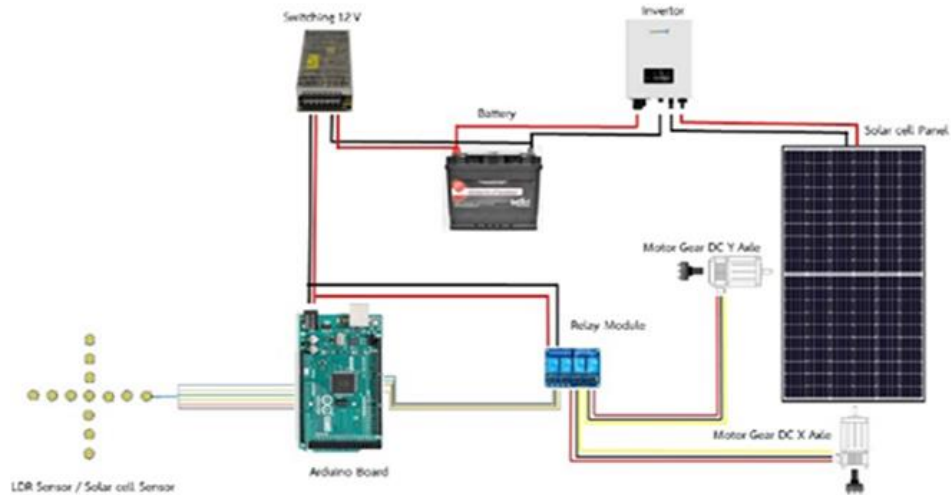 Switching 12 V
Invertor
Battery
Solar cell Panel
Motor Gear DC Y Axle
Relay Module
Motor Gear DC X Axle
Arduino Board
LDR Sensor / Solar cell Sensor